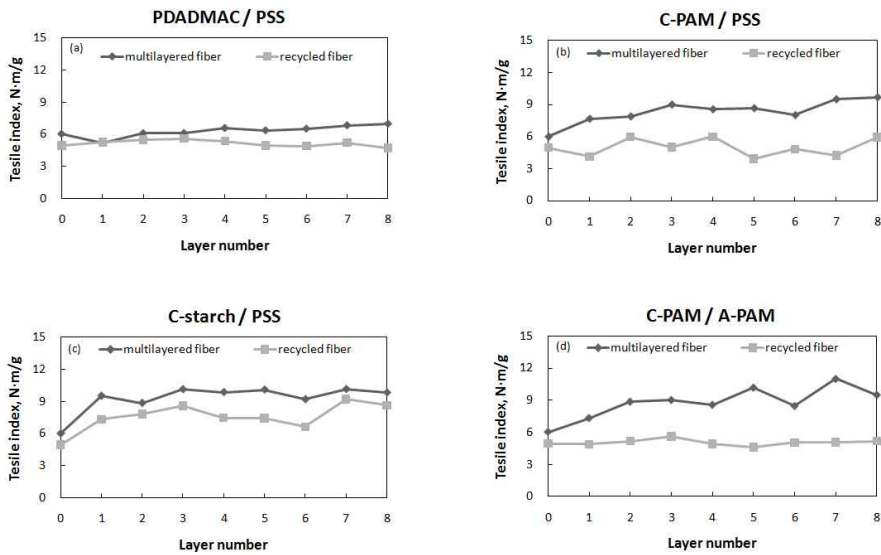 PDADMAC / PSS
(a)
multilayered fiber
recycled fiber
Tesile index, N·m/g
15
12
9
6
3
0
0 1 2 3 4 5 6 7 8
Layer number
C-PAM / PSS
(b)
multilayered fiber
recycled fiber
Tesile index, N·m/g
15
12
9
6
3
0
0 1 2 3 4 5 6 7 8
Layer number
C-starch / PSS
(c)
multilayered fiber
recycled fiber
Tesile index, N·m/g
15
12
9
6
3
0
0 1 2 3 4 5 6 7 8
Layer number
C-PAM / A-PAM
(d)
multilayered fiber
recycled fiber
Tesile index, N·m/g
15
12
9
6
3
0
0 1 2 3 4 5 6 7 8
Layer number